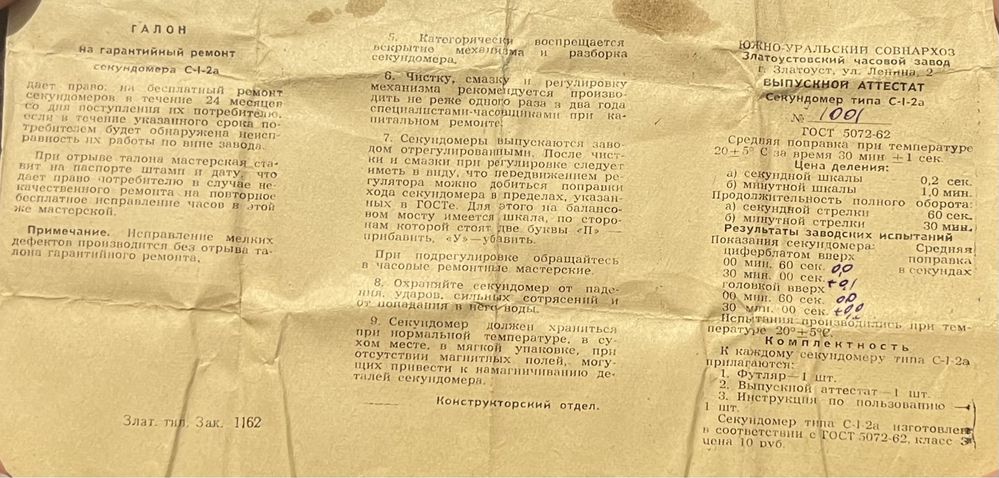 ТАЛОН
на гарантийный ремонт
секундомера С-I-2а
дает право: на бесплатный ремонт
секундомеров в течение 24 месяцев
со дня поступления их потребителю,
если в течение указанного срока по-
требителем будет обнаружена неисп-
равность их работы по вине завода.
При отрыве талона мастерская ста-
вит на паспорте штамп и дату, что
дает право потребителю в случае не-
качественного ремонта на повторное
бесплатное исправление часов в этой
же мастерской.
Примечание. Исправление мелких
дефектов производится без отрыва та-
лона гарантийного ремонта.
Злат. тип. Зак. 1162
5. Категорически воспрещается
вскрытие механизма и разборка
секундомера.
6. Чистку, смазку и регулировку
механизма рекомендуется произво-
дить не реже одного раза в два года
специалистами-часовщиками при ка-
питальном ремонте.
7. Секундомеры выпускаются заво-
дом отрегулированными. После чист-
ки и смазки при регулировке следует
иметь в виду, что передвижением ре-
гулятора можно добиться поправки
хода секундомера в пределах, указан-
ных в ГОСТе. Для этого на балансо-
вом мосту имеется шкала, по сторо-
нам которой стоят две буквы «П» —
прибавить, «У» — убавить.
При подрегулировке обращайтесь
в часовые ремонтные мастерские.
8. Охраняйте секундомер от паде-
ния, ударов, сильных сотрясений и
от попадания в него воды.
9. Секундомер должен храниться
при нормальной температуре, в су-
хом месте, в мягкой упаковке, при
отсутствии магнитных полей, могу-
щих привести к намагничиванию де-
талей секундомера.
Конструкторский отдел.
ЮЖНО-УРАЛЬСКИЙ СОВНАРХОЗ
Златоустовский часовой завод
г. Златоуст, ул. Ленина, 2
ВЫПУСКНОЙ АТТЕСТАТ
Секундомер типа С-I-2а
№ 1001
ГОСТ 5072-62
Средняя поправка при температуре
20±5° С за время 30 мин ±1 сек.
Цена деления:
а) секундной шкалы 0,2 сек.
б) минутной шкалы 1,0 мин.
Продолжительность полного оборота:
а) секундной стрелки 60 сек.
б) минутной стрелки 30 мин.
Результаты заводских испытаний
Показания секундомера: Средняя
циферблатом вверх поправка
00 мин. 60 сек. 0,0 в секундах
30 мин. 00 сек. +0,1
головкой вверх
00 мин. 60 сек. 0,0
30 мин. 00 сек. +0,0
Испытания производились при тем-
пературе 20°±5°С.
Комплектность
К каждому секундомеру типа С-I-2а
прилагаются:
1. Футляр—1 шт.
2. Выпускной аттестат—1 шт.
3. Инструкция по пользованию —
1 шт.
Секундомер типа С-I-2а изготовлен
в соответствии с ГОСТ 5072-62, класс 3
цена 10 руб.